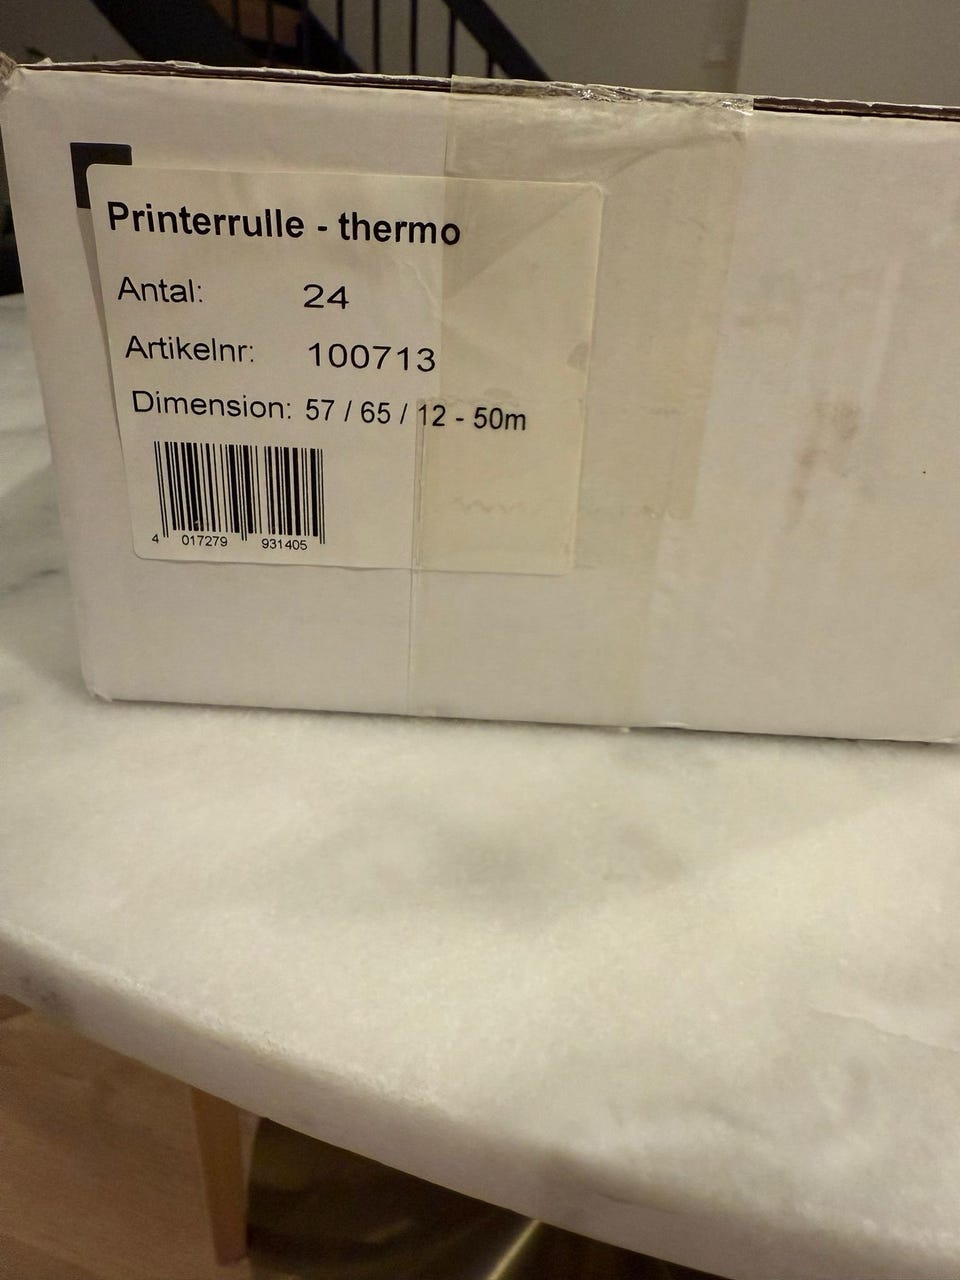 Printerrulle - thermo
Antal: 24
Artikelnr: 100713
Dimension: 57 / 65 / 12 - 50m
4 017279 931405